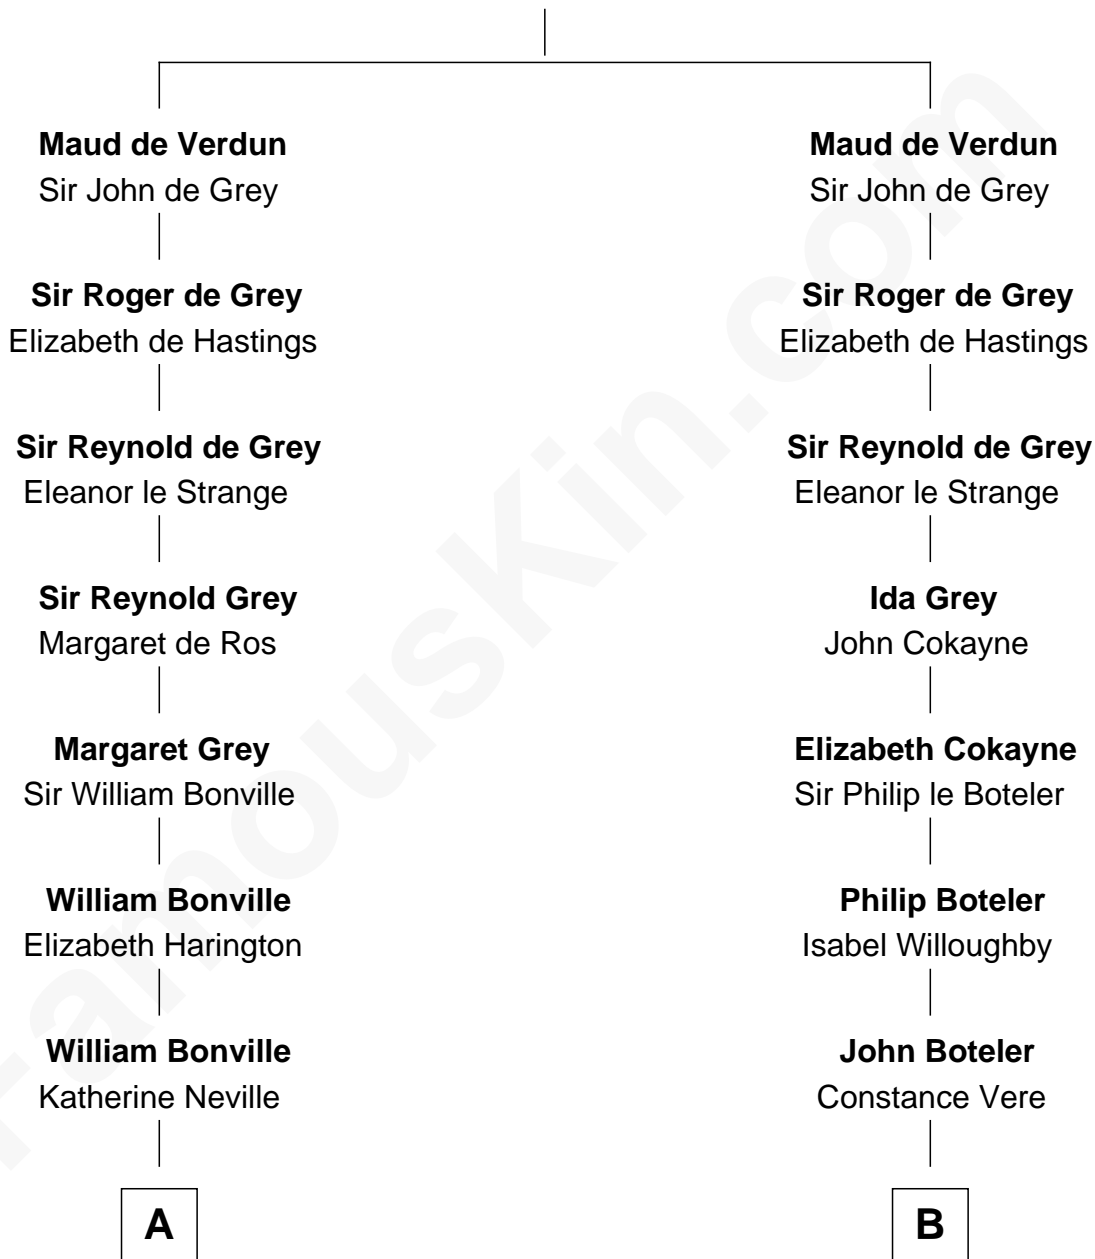 Maud de Verdun
Sir John de Grey
Sir Roger de Grey
Elizabeth de Hastings
Sir Reynold de Grey
Eleanor le Strange
Sir Reynold Grey
Margaret de Ros
Margaret Grey
Sir William Bonville
William Bonville
Elizabeth Harington
William Bonville
Katherine Neville
A
Maud de Verdun
Sir John de Grey
Sir Roger de Grey
Elizabeth de Hastings
Sir Reynold de Grey
Eleanor le Strange
Ida Grey
John Cokayne
Elizabeth Cokayne
Sir Philip le Boteler
Philip Boteler
Isabel Willoughby
John Boteler
Constance Vere
B
FamousKin.com